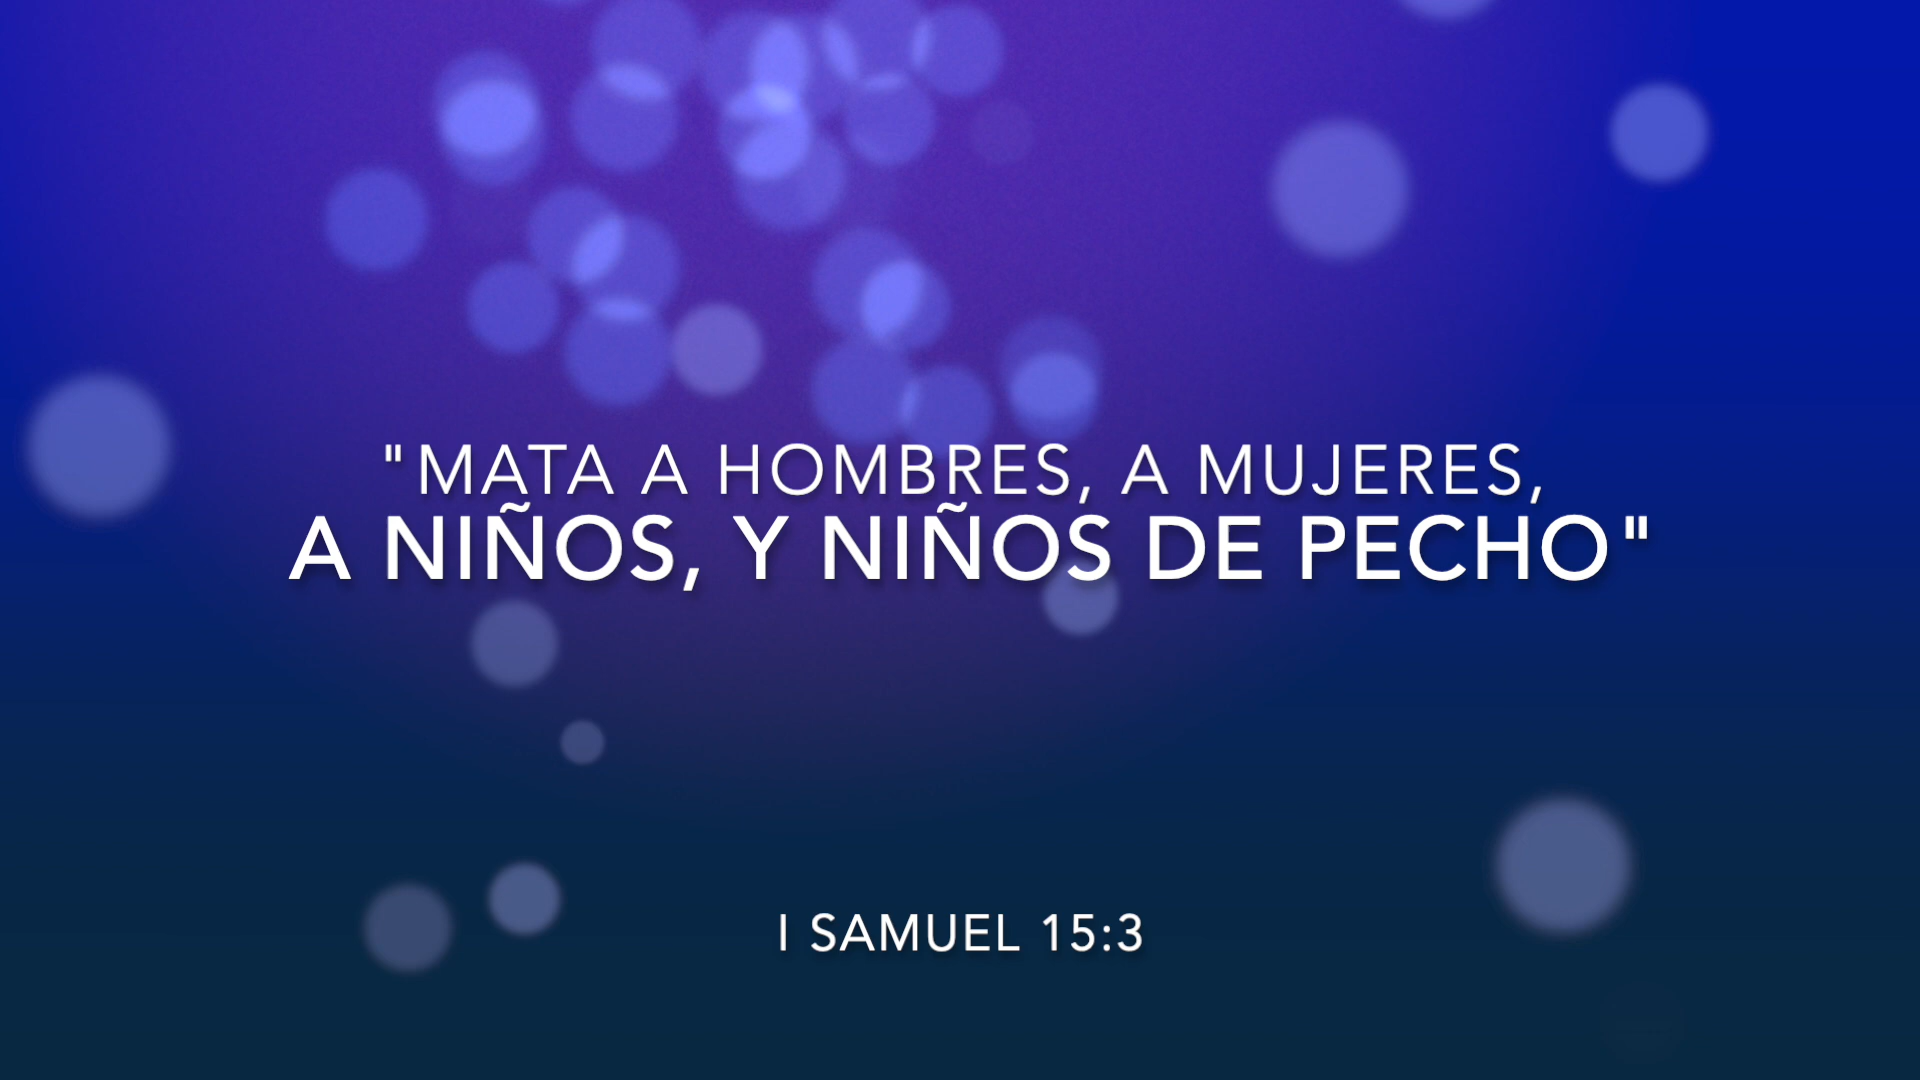 "MATA A HOMBRES, A MUJERES,
A NIÑOS, Y NIÑOS DE PECHO"
I SAMUEL 15:3